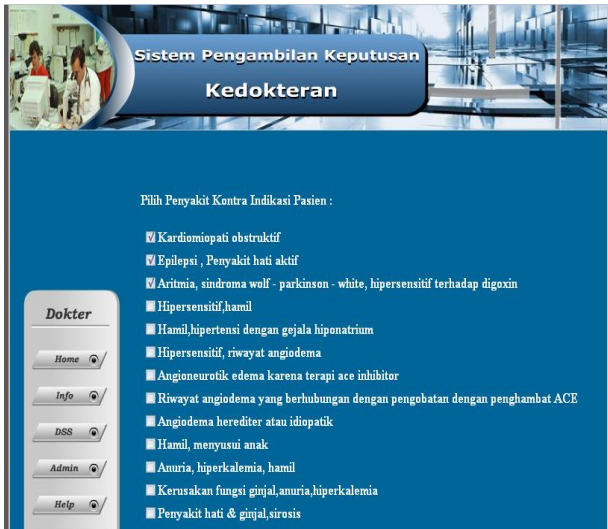 Sistem Pengambilan Keputusan
Kedokteran
Pilih Penyakit Kontra Indikasi Pasien :
Kardiomiopati obstruktif
Epilepsi , Penyakit hati aktif
Aritmia, sindroma wolf - parkinson - white, hipersensitif terhadap digoxin
Hipersensitif,hamil
Hamil,hipertensi dengan gejala hiponatrium
Hipersensitif, riwayat angiodema
Angioneurotik edema karena terapi ace inhibitor
Riwayat angiodema yang berhubungan dengan pengobatan dengan penghambat ACE
Angiodema herediter atau idiopatik
Hamil, menyusui anak
Anuria, hiperkalemia, hamil
Kerusakan fungsi ginjal,anuria,hiperkalemia
Penyakit hati & ginjal,sirosis
Dokter
Home
Info
DSS
Admin
Help